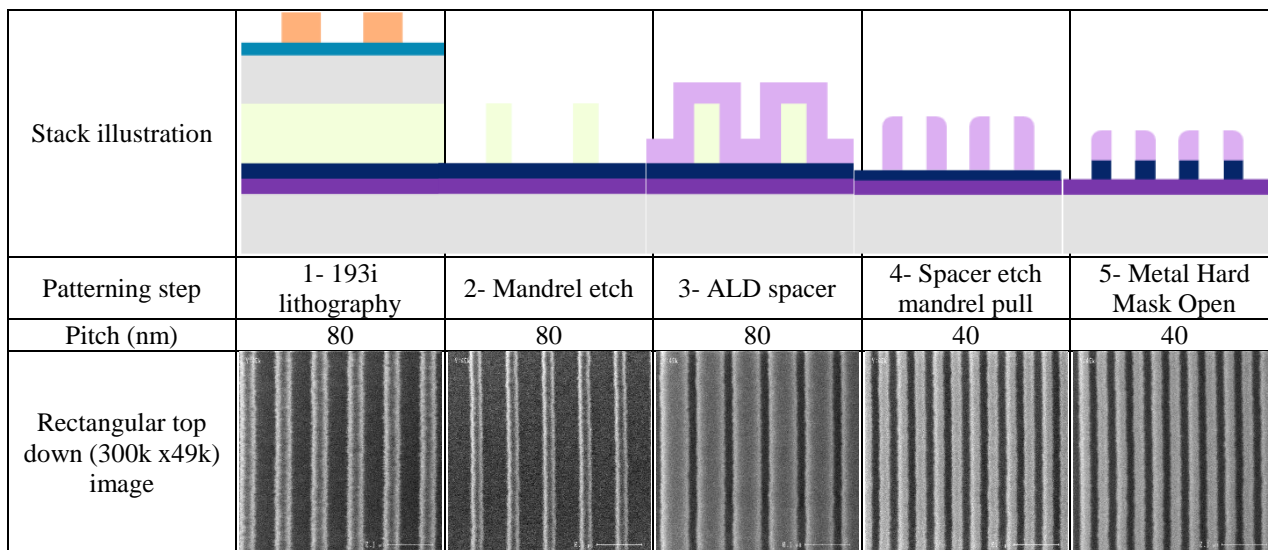 Stack illustration
Patterning step
1- 193i
lithography
2- Mandrel etch
3- ALD spacer
4- Spacer etch
mandrel pull
5- Metal Hard
Mask Open
Pitch (nm)
80
80
80
40
40
Rectangular top
down (300k x49k)
image